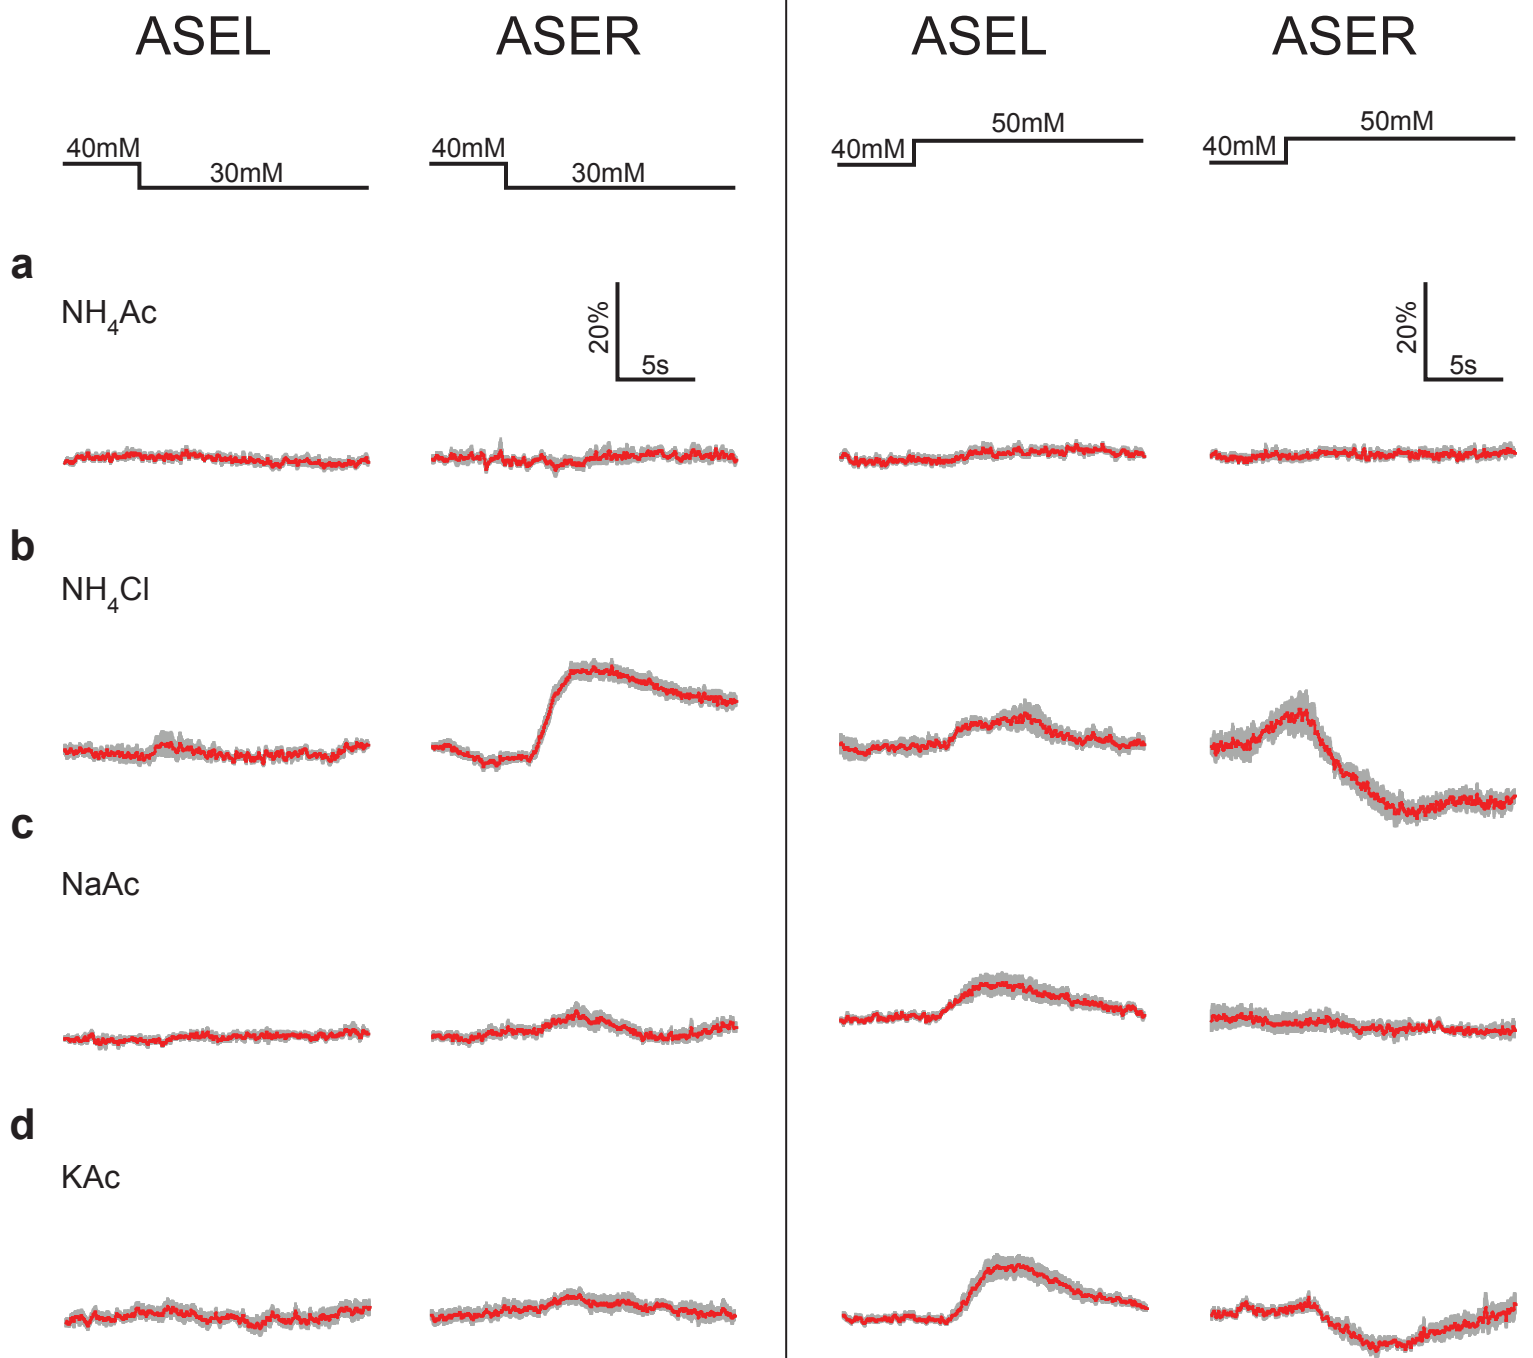 ASEL ASER ASEL ASER
40mM 30mM 40mM 30mM 40mM 50mM 40mM 50mM
a
NH4Ac
20% 5s 20% 5s
b
NH4Cl
c
NaAc
d
KAc